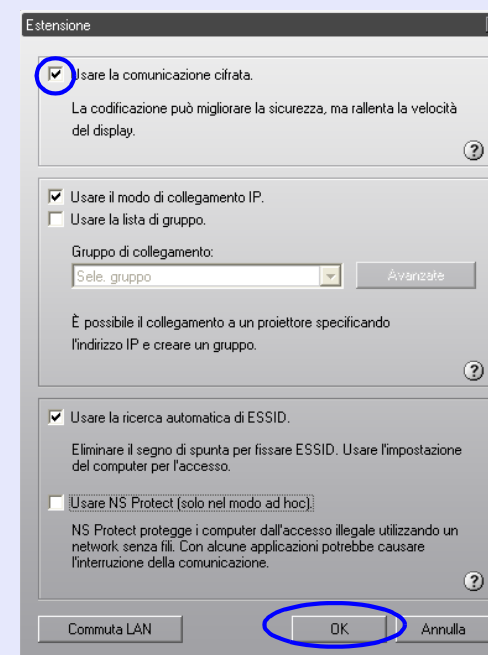 Estensione
Usare la comunicazione cifrata.
La codificazione può migliorare la sicurezza, ma rallenta la velocità
del display.
?
Usare il modo di collegamento IP.
Usare la lista di gruppo.
Gruppo di collegamento:
Sele. gruppo
Avanzate
È possibile il collegamento a un proiettore specificando
l'indirizzo IP e creare un gruppo.
?
Usare la ricerca automatica di ESSID.
Eliminare il segno di spunta per fissare ESSID. Usare l'impostazione
del computer per l'accesso.
Usare NS Protect (solo nel modo ad hoc).
NS Protect protegge i computer dall'accesso illegale utilizzando un
network senza fili. Con alcune applicazioni potrebbe causare
l'interruzione della comunicazione.
?
Commuta LAN
OK
Annulla